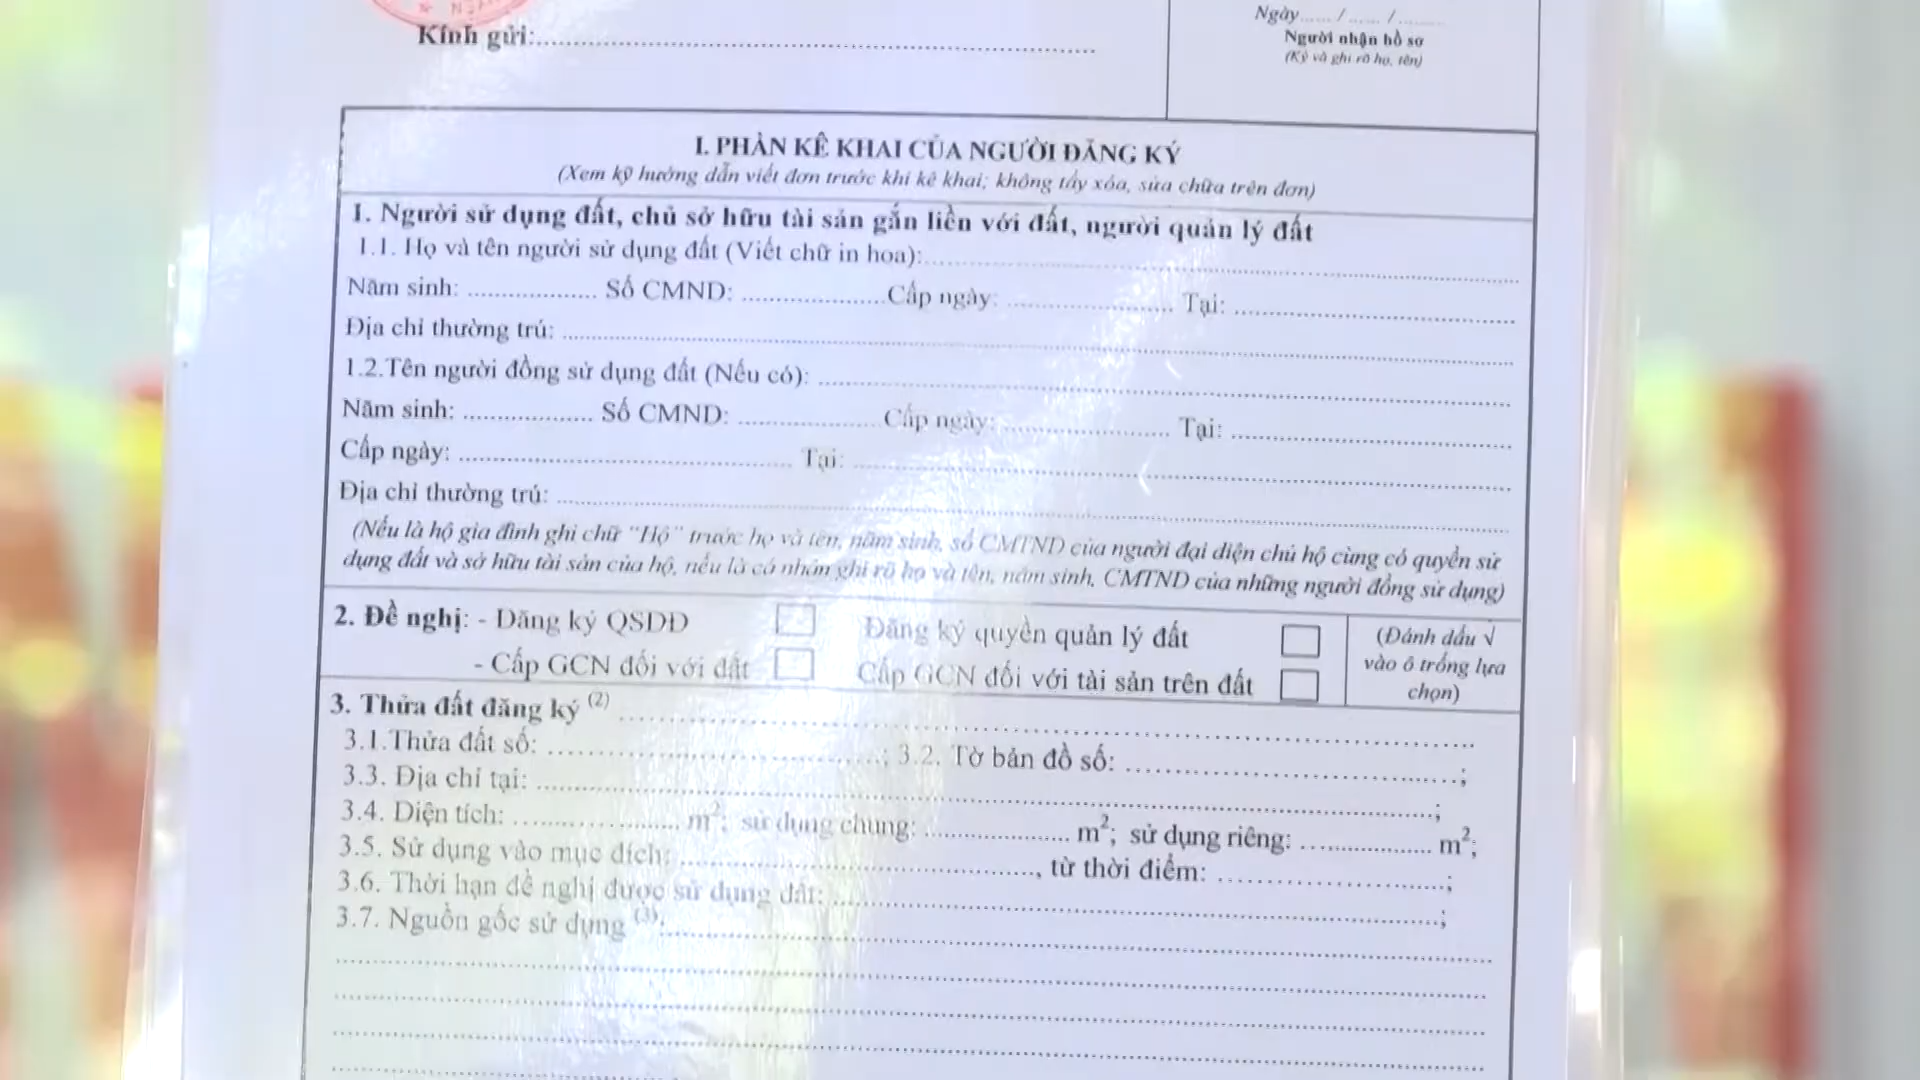 Kính gửi:
Ngày....... / ....... / ..........
Người nhận hồ sơ
(Ký và ghi rõ họ, tên)
I. PHẦN KÊ KHAI CỦA NGƯỜI ĐĂNG KÝ
(Xem kỹ hướng dẫn viết đơn trước khi kê khai; không tẩy xóa, sửa chữa trên đơn)
1. Người sử dụng đất, chủ sở hữu tài sản gắn liền với đất, người quản lý đất
1.1. Họ và tên người sử dụng đất (Viết chữ in hoa):
Năm sinh: Số CMND: Cấp ngày: Tại:
Địa chỉ thường trú:
1.2.Tên người đồng sử dụng đất (Nếu có):
Năm sinh: Số CMND: Cấp ngày: Tại:
Cấp ngày: Tại:
Địa chỉ thường trú:
(Nếu là hộ gia đình ghi chữ "Hộ" trước họ và tên, năm sinh, số CMTND của người đại diện chủ hộ cùng có quyền sử
dụng đất và sở hữu tài sản của hộ, nếu là cá nhân ghi rõ họ và tên, năm sinh, CMTND của những người đồng sử dụng)
2. Đề nghị: - Đăng ký QSDĐ Đăng ký quyền quản lý đất
- Cấp GCN đối với đất Cấp GCN đối với tài sản trên đất
(Đánh dấu √
vào ô trống lựa
chọn)
3. Thửa đất đăng ký (2)
3.1.Thửa đất số: ; 3.2. Tờ bản đồ số: ;
3.3. Địa chỉ tại: ;
3.4. Diện tích: m²; sử dụng chung: m²; sử dụng riêng: m²;
3.5. Sử dụng vào mục đích: , từ thời điểm: ;
3.6. Thời hạn đề nghị được sử dụng đất: ;
3.7. Nguồn gốc sử dụng (3):